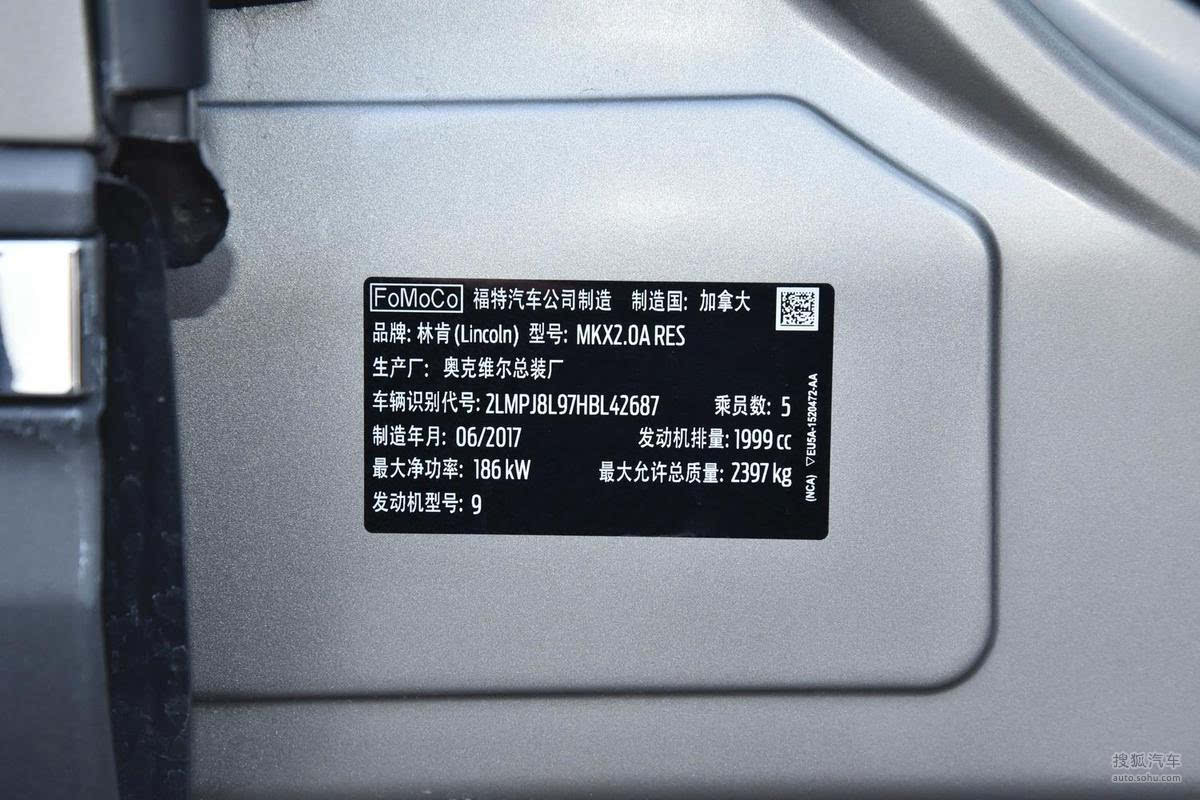 FoMoCo 福特汽车公司制造 制造国: 加拿大
品牌: 林肯(Lincoln) 型号: MKX2.0A RES
生产厂: 奥克维尔总装厂
车辆识别代号: 2LMPJ8L97HBL42687 乘员数: 5
制造年月: 06/2017 发动机排量: 1999 cc
最大净功率: 186 kW 最大允许总质量: 2397 kg
发动机型号: 9
(NCA) ▽EU5A-1520472-AA
搜狐汽车
auto.sohu.com